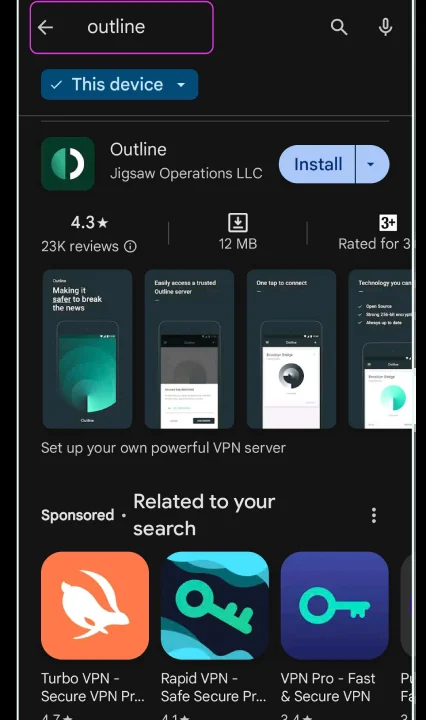 outline
This device
Outline
Jigsaw Operations LLC
Install
4.3★
23K reviews
12 MB
3+
Rated for 3
Outline
Making it
safer to break
the news
Outline
Easily access a trusted
Outline server
One tap to connect
Technology you can
Open Source
Strong 256-bit encrypt
Always up to date
Set up your own powerful VPN server
Sponsored • Related to your
search
Turbo VPN -
Secure VPN Pr...
Rapid VPN -
Safe Secure Pr...
VPN Pro - Fast
& Secure VPN
4.7★
4.1★
3.4★